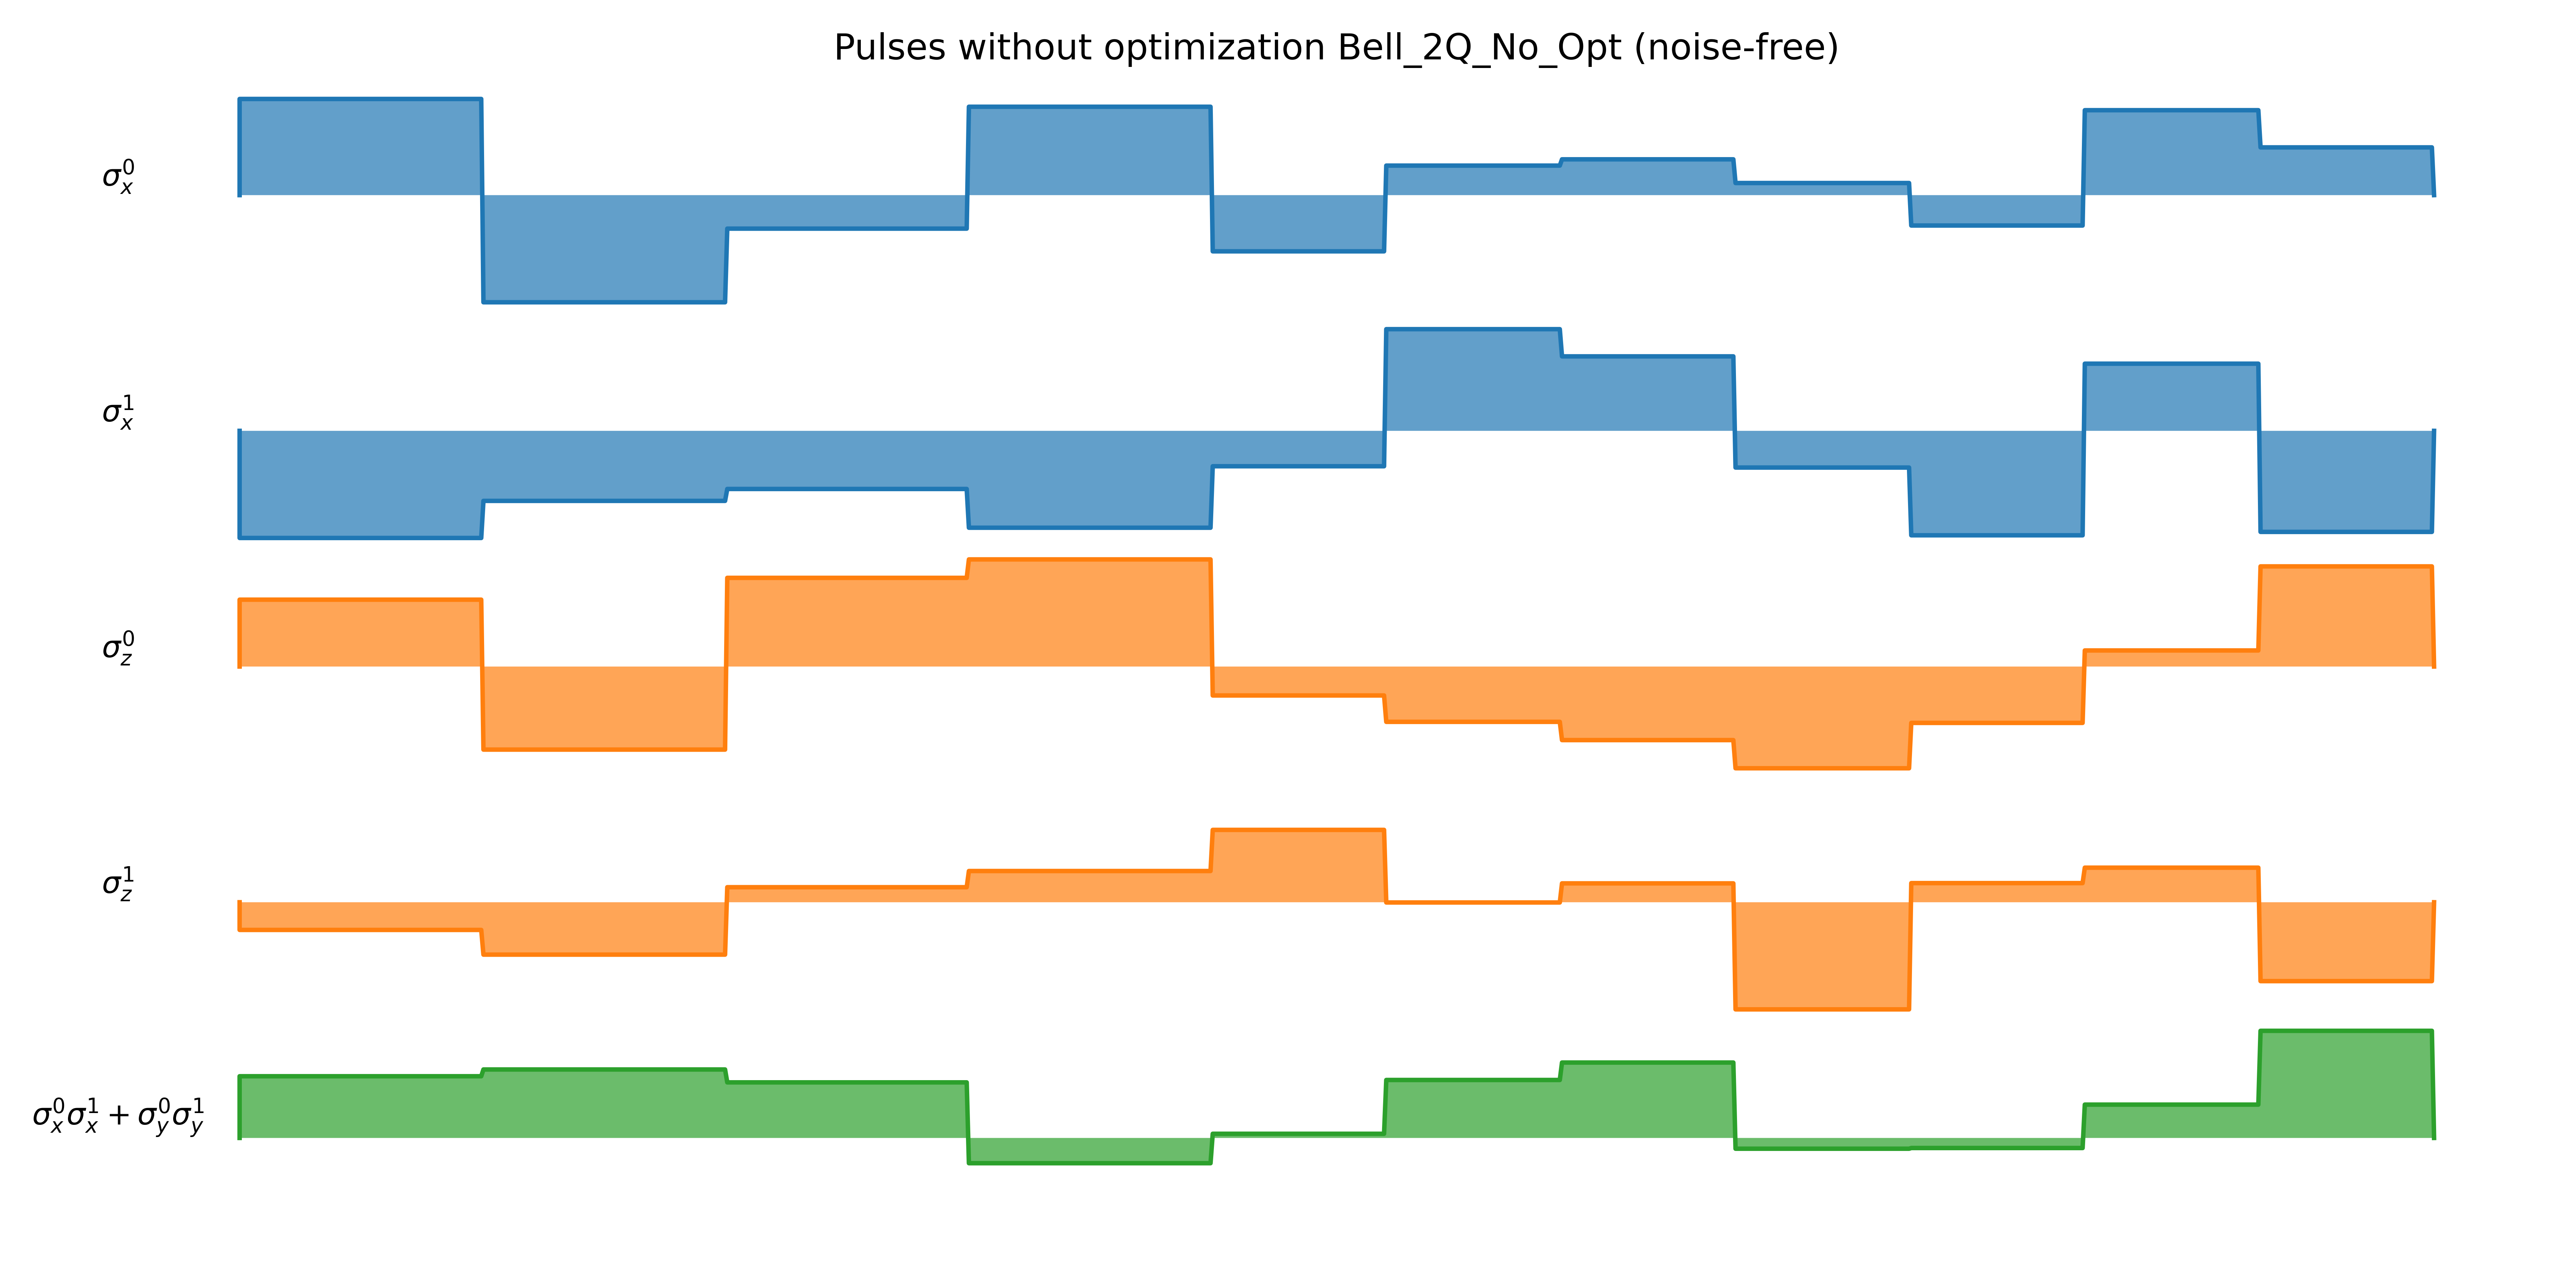 Pulses without optimization Bell_2Q_No_Opt (noise-free)
σ_x^0
σ_x^1
σ_z^0
σ_z^1
σ_x^0σ_x^1 + σ_y^0σ_y^1